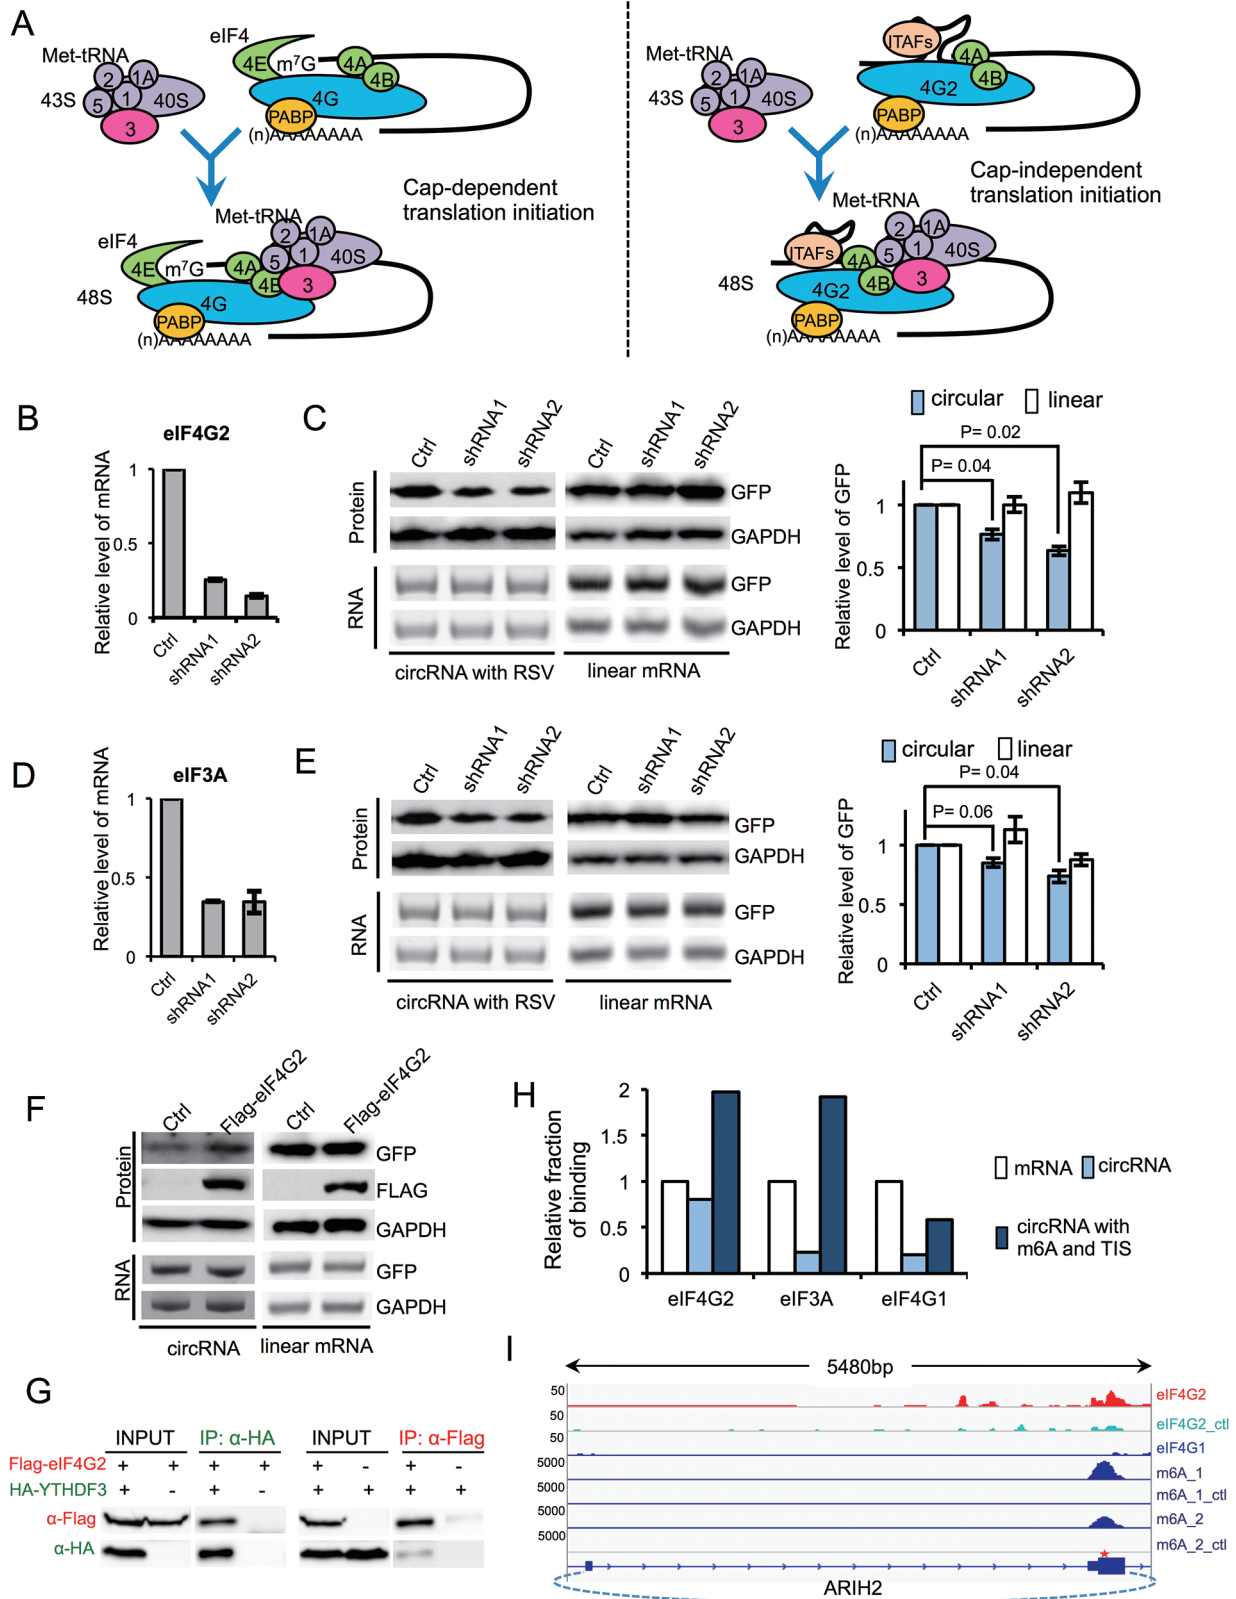 A
eIF4
Met-tRNA
4E
m7G
4A
4B
2
1A
43S
5
1
40S
4G
3
PABP
(n)AAAAAAAA
Cap-dependent
translation initiation
Met-tRNA
eIF4
4E
m7G
4A
4B
2
1A
5
1
40S
48S
4G
3
PABP
(n)AAAAAAAA
Met-tRNA
ITAFs
4A
4B
2
1A
43S
5
1
40S
4G2
3
PABP
(n)AAAAAAAA
Cap-independent
translation initiation
Met-tRNA
ITAFs
4A
4B
2
1A
5
1
40S
48S
4G2
3
PABP
(n)AAAAAAAA
B
eIF4G2
Relative level of mRNA
1
0.5
0
Ctrl
shRNA1
shRNA2
C
Ctrl
shRNA1
shRNA2
Ctrl
shRNA1
shRNA2
Protein
GFP
GAPDH
RNA
GFP
GAPDH
circRNA with RSV
linear mRNA
circular
linear
P= 0.02
P= 0.04
Relative level of GFP
1
0.5
0
Ctrl
shRNA1
shRNA2
D
eIF3A
Relative level of mRNA
1
0.5
0
Ctrl
shRNA1
shRNA2
E
Ctrl
shRNA1
shRNA2
Ctrl
shRNA1
shRNA2
Protein
GFP
GAPDH
RNA
GFP
GAPDH
circRNA with RSV
linear mRNA
circular
linear
P= 0.04
P= 0.06
Relative level of GFP
1
0.5
0
Ctrl
shRNA1
shRNA2
F
Ctrl
Flag-eIF4G2
Ctrl
Flag-eIF4G2
Protein
GFP
FLAG
GAPDH
RNA
GFP
GAPDH
circRNA
linear mRNA
H
Relative fraction
of binding
2
1.5
1
0.5
0
eIF4G2
eIF3A
eIF4G1
mRNA
circRNA
circRNA with
m6A and TIS
G
INPUT
IP: α-HA
INPUT
IP: α-Flag
Flag-eIF4G2 + + + + + - + -
HA-YTHDF3 + - + - + + + +
α-Flag
α-HA
I
5480bp
50
eIF4G2
50
eIF4G2_ctl
50
eIF4G1
5000
m6A_1
5000
m6A_1_ctl
5000
m6A_2
5000
m6A_2_ctl
ARIH2